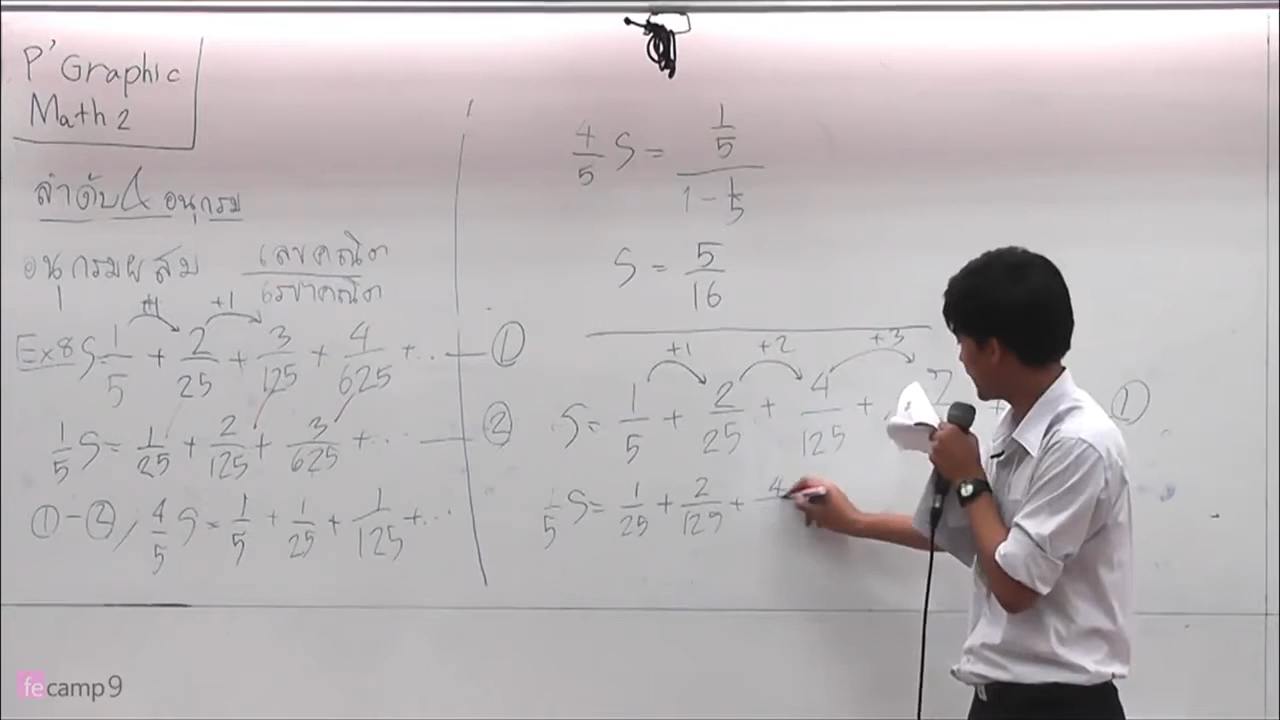 P' Graphic
Math 2
ลำดับ & อนุกรม
อนุกรมผสม เลขคณิต
เรขาคณิต
Ex8 S = 1/5 + 2/25 + 3/125 + 4/625 + ... ①
+1 +1
1/5 S = 1/25 + 2/125 + 3/625 + ... ②
① - ②, 4/5 S = 1/5 + 1/25 + 1/125 + ...
4/5 S = (1/5)/(1 - 1/5)
S = 5/16
+1 +2 +3
S = 1/5 + 2/25 + 4/125 + 7 ①
1/5 S = 1/25 + 2/125 + 4
fecamp9